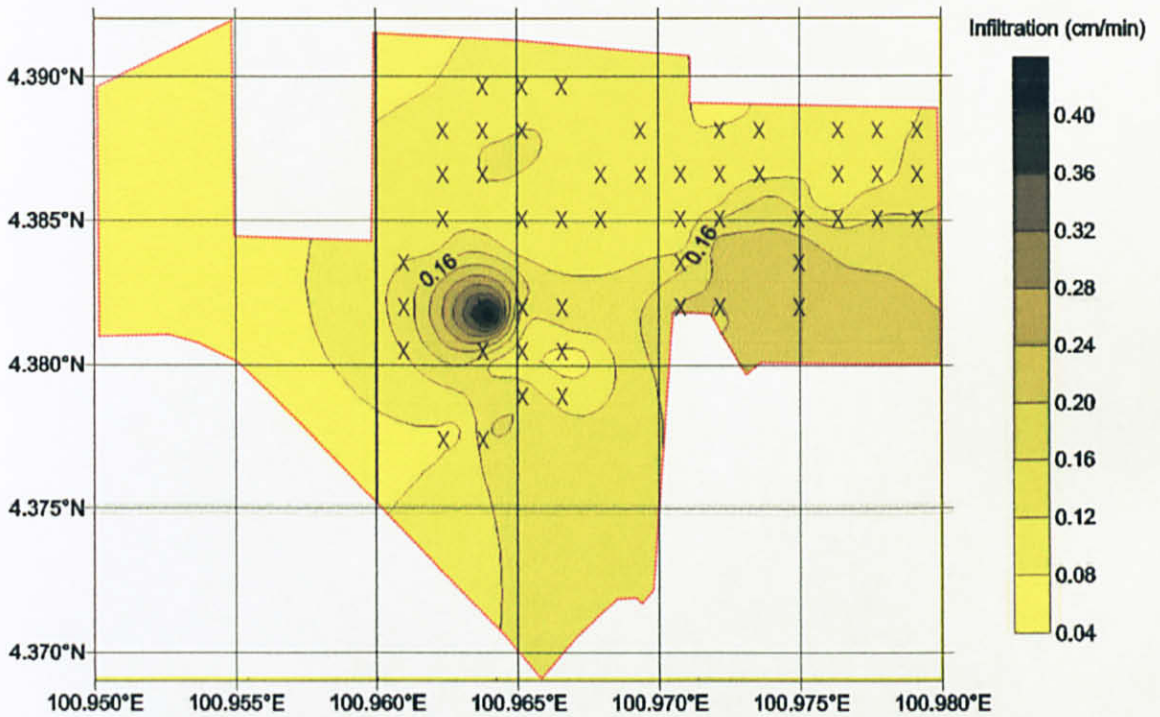 Infiltration (cm/min)
4.390°N
4.385°N
4.380°N
4.375°N
4.370°N
X X X
X X X X X X X X X
X X X X X X X X X X
X X X X X X X X X X
X X X
0.16
0.16
X X X X X X
X X X X
X X
X X
100.950°E 100.955°E 100.960°E 100.965°E 100.970°E 100.975°E 100.980°E
0.40
0.36
0.32
0.28
0.24
0.20
0.16
0.12
0.08
0.04